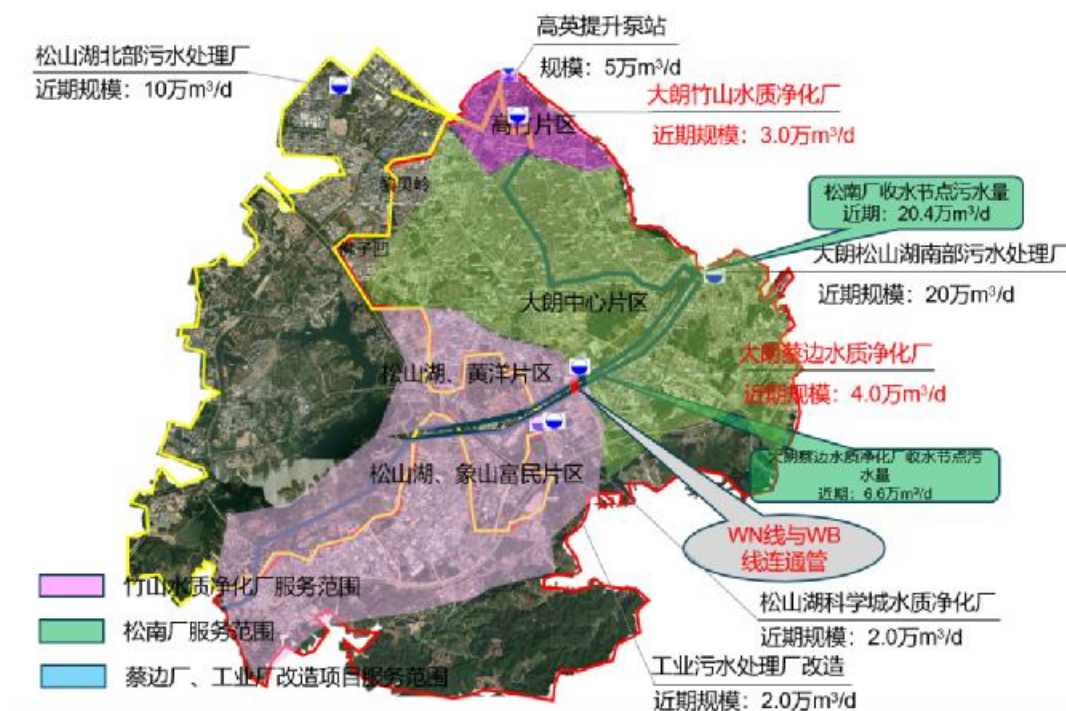 高英提升泵站
规模：5万m³/d
松山湖北部污水处理厂
近期规模：10万m³/d
大朗竹山水质净化厂
近期规模：3.0万m³/d
高竹片区
松南厂收水节点污水量
近期：20.4万m³/d
大朗松山湖南部污水处理厂
近期规模：20万m³/d
大朗中心片区
大朗蔡边水质净化厂
近期规模：4.0万m³/d
松山湖、黄洋片区
大朗蔡边水质净化厂收水节点污
水量
近期：6.6万m³/d
松山湖、象山富民片区
WN线与WB
线连通管
竹山水质净化厂服务范围
松山湖科学城水质净化厂
近期规模：2.0万m³/d
松南厂服务范围
工业污水处理厂改造
近期规模：2.0万m³/d
蔡边厂、工业厂改造项目服务范围